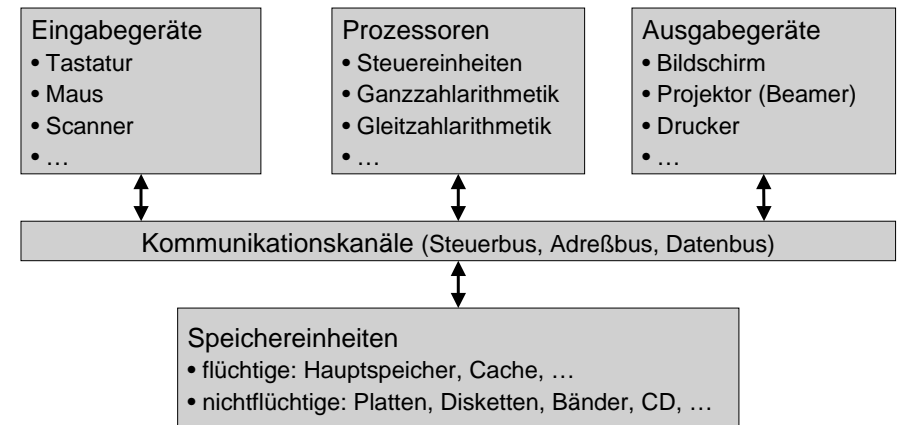 Eingabegeräte
• Tastatur
• Maus
• Scanner
• …
Prozessoren
• Steuereinheiten
• Ganzzahlarithmetik
• Gleitzahlarithmetik
• …
Ausgabegeräte
• Bildschirm
• Projektor (Beamer)
• Drucker
• …
Kommunikationskanäle (Steuerbus, Adreßbus, Datenbus)
Speichereinheiten
• flüchtige: Hauptspeicher, Cache, …
• nichtflüchtige: Platten, Disketten, Bänder, CD, …